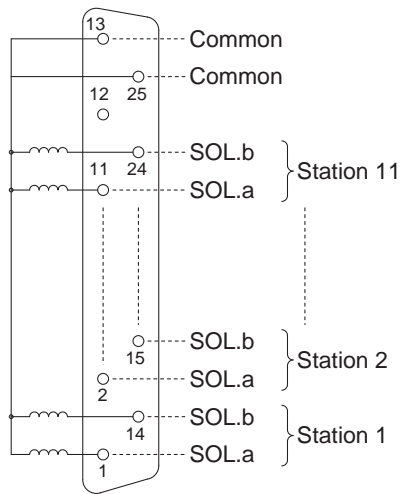 13
Common
Common
12 25
SOL.b
24
Station 11
11
SOL.a
SOL.b
15
Station 2
SOL.a
2
SOL.b
14
Station 1
SOL.a
1